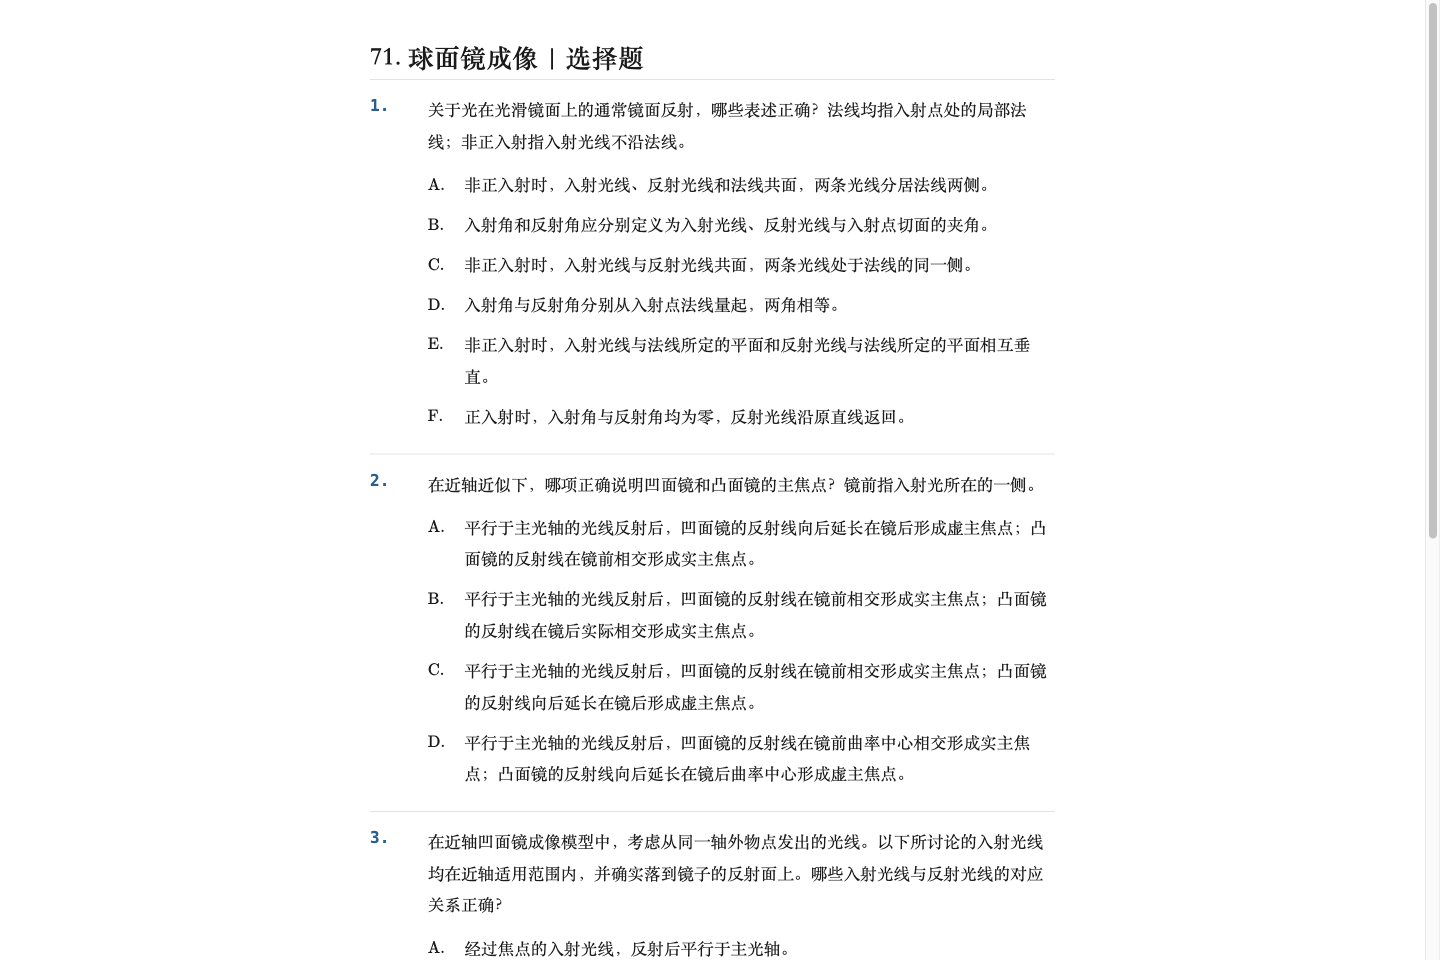 71. 球面镜成像 | 选择题
1.
关于光在光滑镜面上的通常镜面反射，哪些表述正确？法线均指入射点处的局部法
线；非正入射指入射光线不沿法线。
A. 非正入射时，入射光线、反射光线和法线共面，两条光线分居法线两侧。
B. 入射角和反射角应分别定义为入射光线、反射光线与入射点切面的夹角。
C. 非正入射时，入射光线与反射光线共面，两条光线处于法线的同一侧。
D. 入射角与反射角分别从入射点法线量起，两角相等。
E. 非正入射时，入射光线与法线所定的平面和反射光线与法线所定的平面相互垂
直。
F. 正入射时，入射角与反射角均为零，反射光线沿原直线返回。
2.
在近轴近似下，哪项正确说明凹面镜和凸面镜的主焦点？镜前指入射光所在的一侧。
A. 平行于主光轴的光线反射后，凹面镜的反射线向后延长在镜后形成虚主焦点；凸
面镜的反射线在镜前相交形成实主焦点。
B. 平行于主光轴的光线反射后，凹面镜的反射线在镜前相交形成实主焦点；凸面镜
的反射线在镜后实际相交形成实主焦点。
C. 平行于主光轴的光线反射后，凹面镜的反射线在镜前相交形成实主焦点；凸面镜
的反射线向后延长在镜后形成虚主焦点。
D. 平行于主光轴的光线反射后，凹面镜的反射线在镜前曲率中心相交形成实主焦
点；凸面镜的反射线向后延长在镜后曲率中心形成虚主焦点。
3.
在近轴凹面镜成像模型中，考虑从同一轴外物点发出的光线。以下所讨论的入射光线
均在近轴适用范围内，并确实落到镜子的反射面上。哪些入射光线与反射光线的对应
关系正确？
A. 经过焦点的入射光线，反射后平行于主光轴。